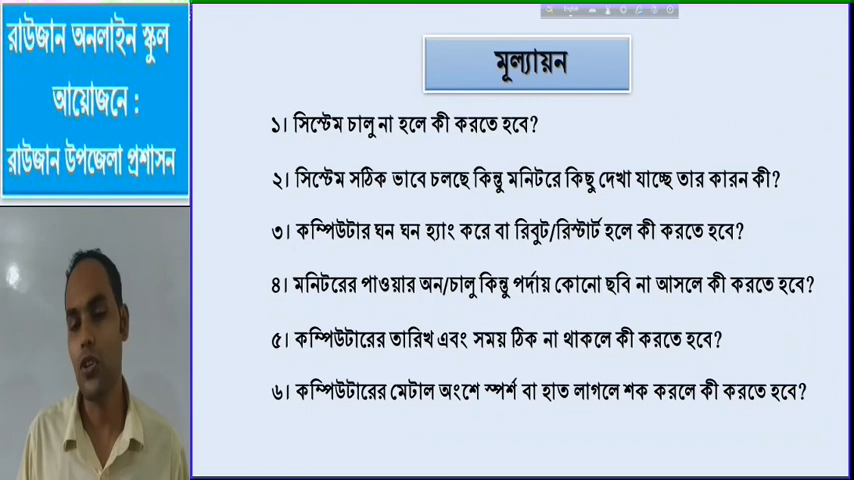 রাউজান অনলাইন স্কুল
আয়োজনে :
রাউজান উপজেলা প্রশাসন
মূল্যায়ন
১। সিস্টেম চালু না হলে কী করতে হবে?
২। সিস্টেম সঠিক ভাবে চলছে কিন্তু মনিটরে কিছু দেখা যাচ্ছে তার কারন কী?
৩। কম্পিউটার ঘন ঘন হ্যাং করে বা রিবুট/রিস্টার্ট হলে কী করতে হবে?
৪। মনিটরের পাওয়ার অন/চালু কিন্তু পর্দায় কোনো ছবি না আসলে কী করতে হবে?
৫। কম্পিউটারের তারিখ এবং সময় ঠিক না থাকলে কী করতে হবে?
৬। কম্পিউটারের মেটাল অংশে স্পর্শ বা হাত লাগলে শক করলে কী করতে হবে?